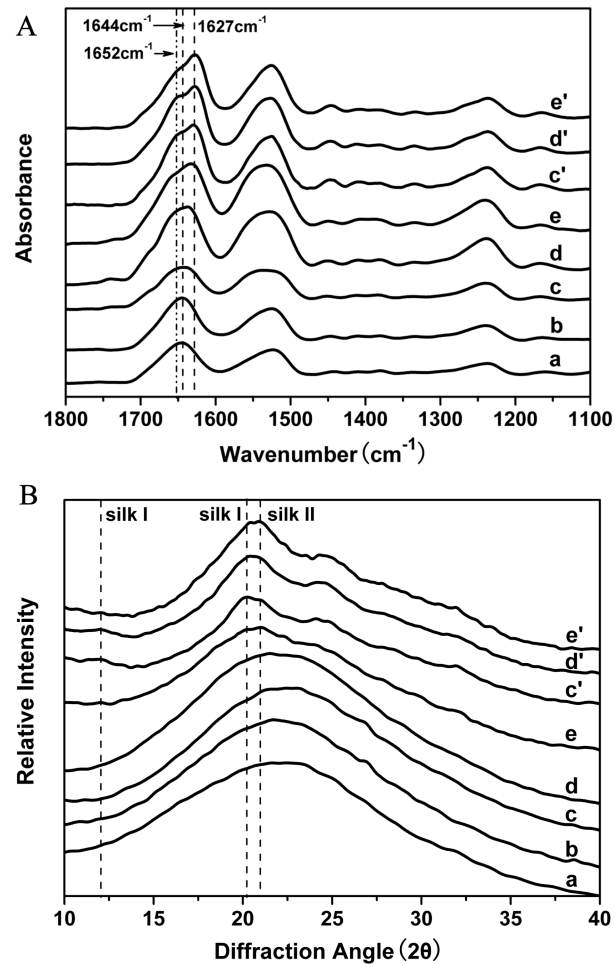 A
1644cm-1
1627cm-1
1652cm-1
Absorbance
e'
d'
c'
e
d
c
b
a
1800 1700 1600 1500 1400 1300 1200 1100
Wavenumber (cm-1)
B
silk I silk I silk II
Relative Intensity
e'
d'
c'
e
d
c
b
a
10 15 20 25 30 35 40
Diffraction Angle (2θ)